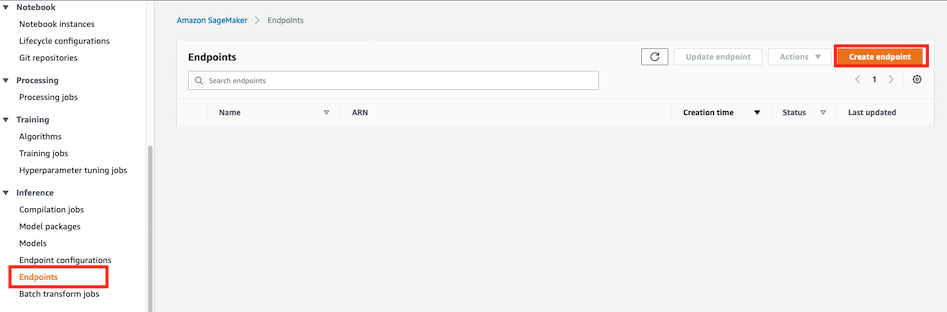 Notebook
Notebook instances
Lifecycle configurations
Git repositories
Processing
Processing jobs
Training
Algorithms
Training jobs
Hyperparameter tuning jobs
Inference
Compilation jobs
Model packages
Models
Endpoint configurations
Endpoints
Batch transform jobs
Amazon SageMaker > Endpoints
Endpoints Update endpoint Actions Create endpoint
Search endpoints 1
Name ARN Creation time Status Last updated